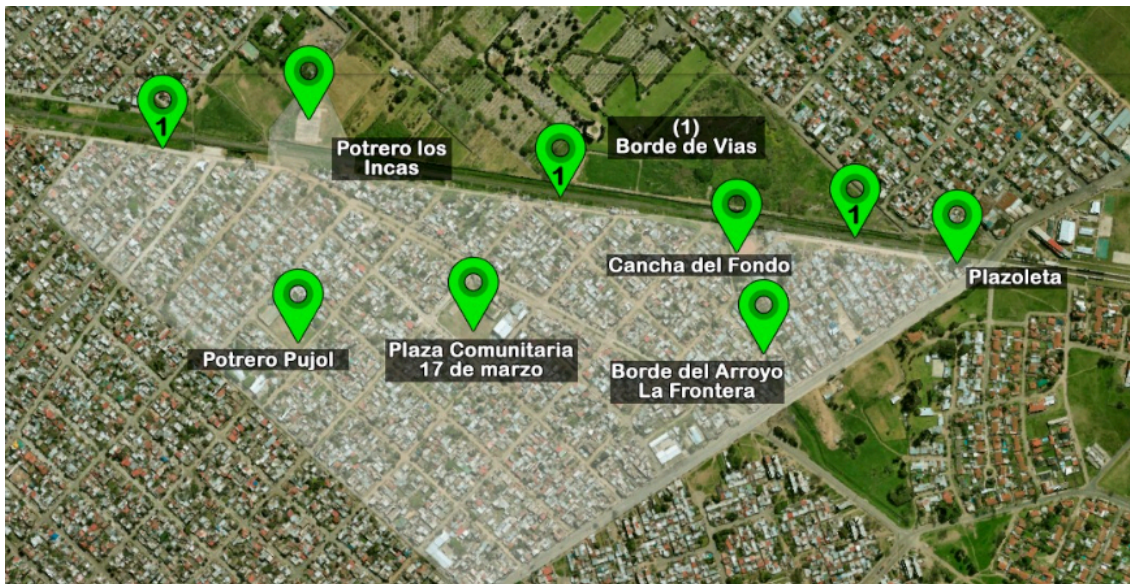 1
Potrero los
Incas
1
(1)
Borde de Vias
1
Cancha del Fondo
Plazoleta
Potrero Pujol
Plaza Comunitaria
17 de marzo
Borde del Arroyo
La Frontera